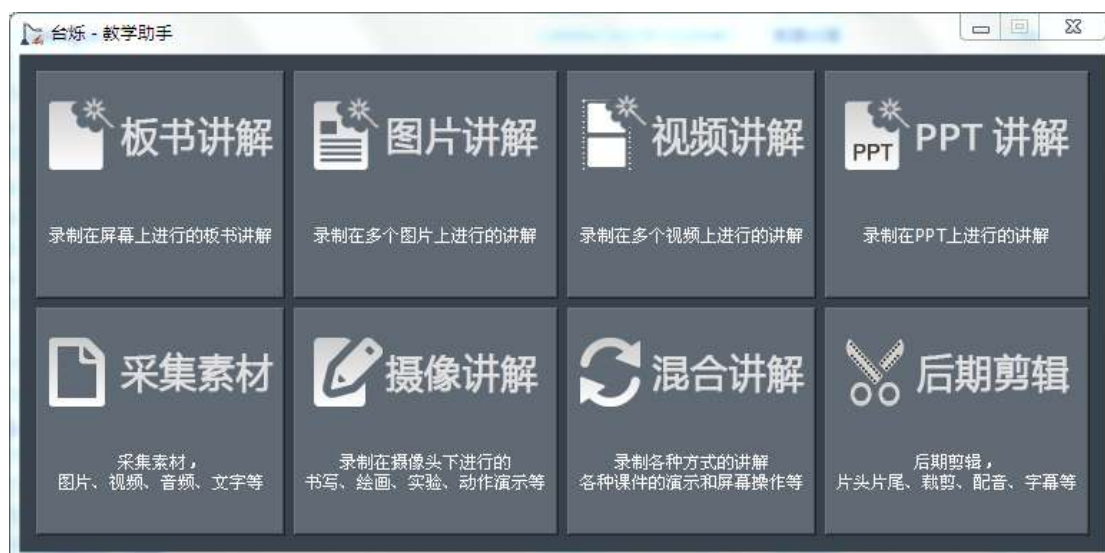 台烁 - 教学助手
板书讲解
录制在屏幕上进行的板书讲解
图片讲解
录制在多个图片上进行的讲解
视频讲解
录制在多个视频上进行的讲解
PPT
PPT 讲解
录制在PPT上进行的讲解
采集素材
采集素材，
图片、视频、音频、文字等
摄像讲解
录制在摄像头下进行的
书写、绘画、实验、动作演示等
混合讲解
录制各种方式的讲解
各种课件的演示和屏幕操作等
后期剪辑
后期剪辑，
片头片尾、裁剪、配音、字幕等